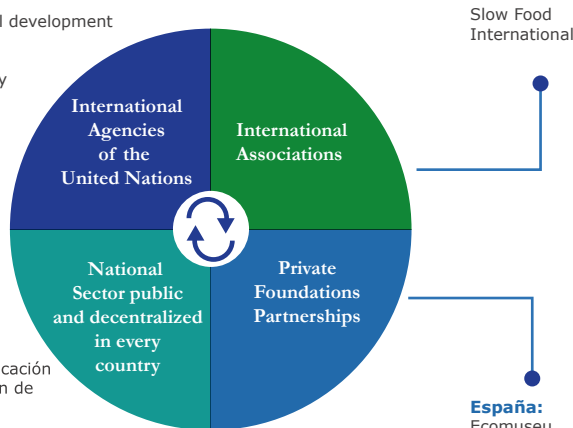 l development
y
Slow Food
International
International
Agencies
of the
United Nations
International
Associations
National
Sector public
and decentralized
in every
country
Private
Foundations
Partnerships
cación
n de
España:
Ecomuseu